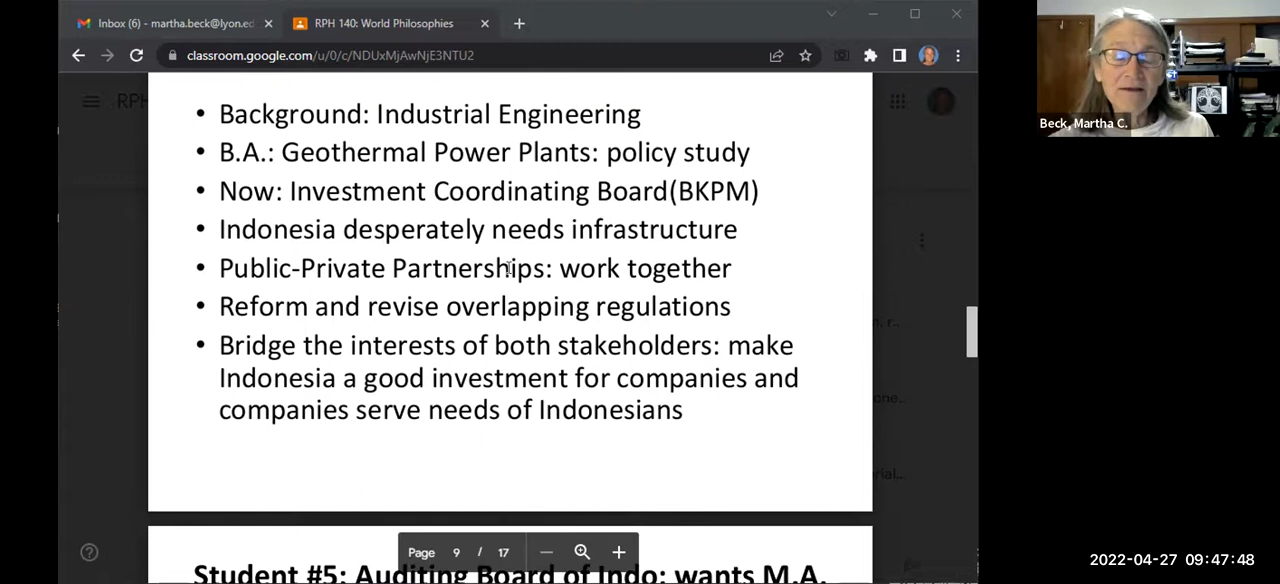 Inbox (6) - martha.beck@lyon.ed
RPH 140: World Philosophies
classroom.google.com/u/0/c/NDUxMjAwNjE3NTU2
Beck, Martha C.
RPH
• Background: Industrial Engineering
• B.A.: Geothermal Power Plants: policy study
• Now: Investment Coordinating Board(BKPM)
• Indonesia desperately needs infrastructure
• Public-Private Partnerships: work together
• Reform and revise overlapping regulations
• Bridge the interests of both stakeholders: make
Indonesia a good investment for companies and
companies serve needs of Indonesians
Page 9 / 17
Student #5: Auditing Board of Indo: wants M.A.
2022-04-27 09:47:48